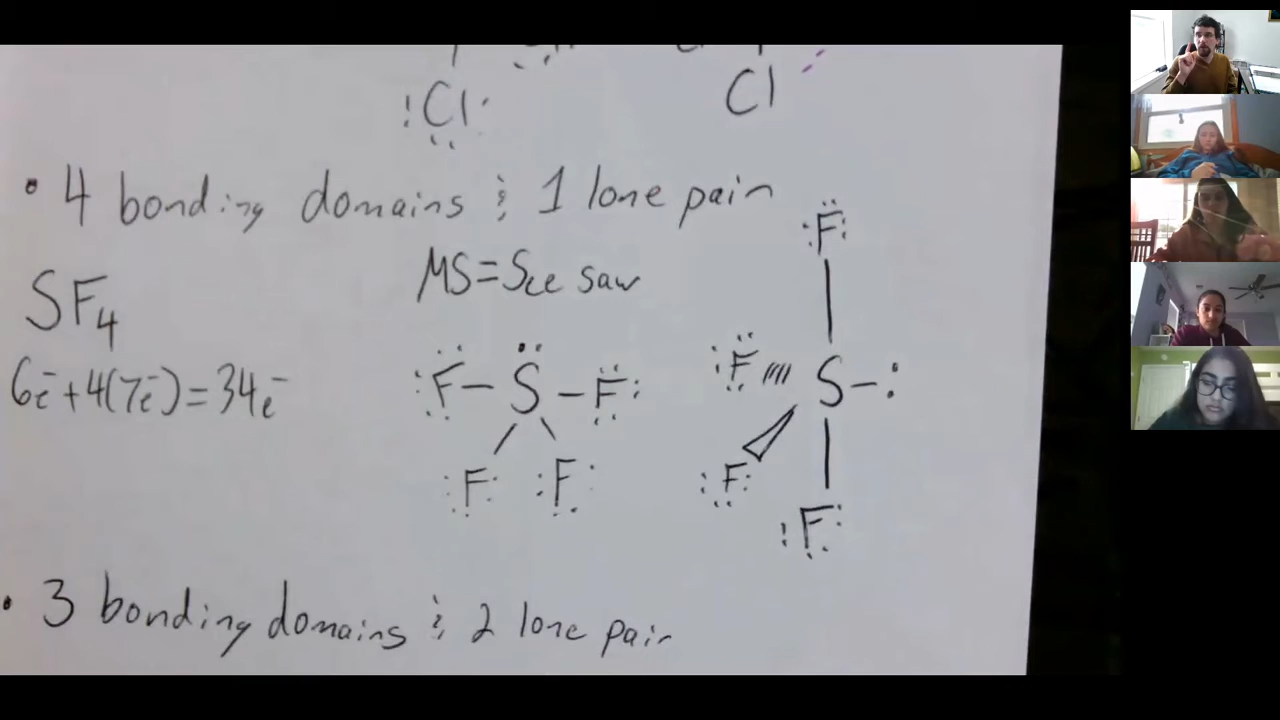 :Cl:
Cl
• 4 bonding domains & 1 lone pair
MS = See saw
SF₄
6e⁻ + 4(7e⁻) = 34e⁻
:F – S – F:
:F: :F:
:F:
:F S – :
:F:
:F:
• 3 bonding domains & 2 lone pair